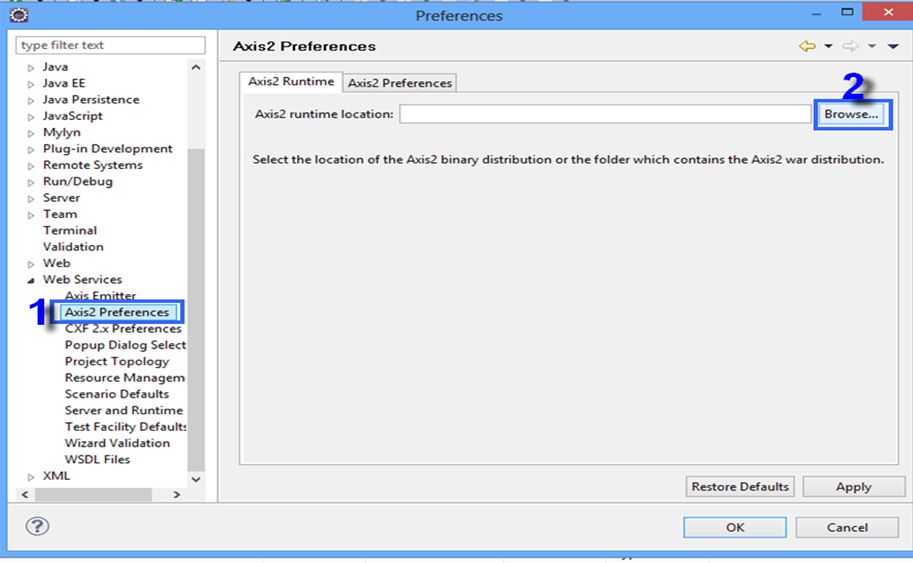 Preferences
type filter text
Java
Java EE
Java Persistence
JavaScript
Mylyn
Plug-in Development
Remote Systems
Run/Debug
Server
Team
Terminal
Validation
Web
Web Services
Axis Emitter
1
Axis2 Preferences
CXF 2.x Preferences
Popup Dialog Select
Project Topology
Resource Managem
Scenario Defaults
Server and Runtime
Test Facility Defaults
Wizard Validation
WSDL Files
XML
Axis2 Preferences
Axis2 Runtime
Axis2 Preferences
2
Axis2 runtime location:
Browse...
Select the location of the Axis2 binary distribution or the folder which contains the Axis2 war distribution.
Restore Defaults
Apply
?
OK
Cancel